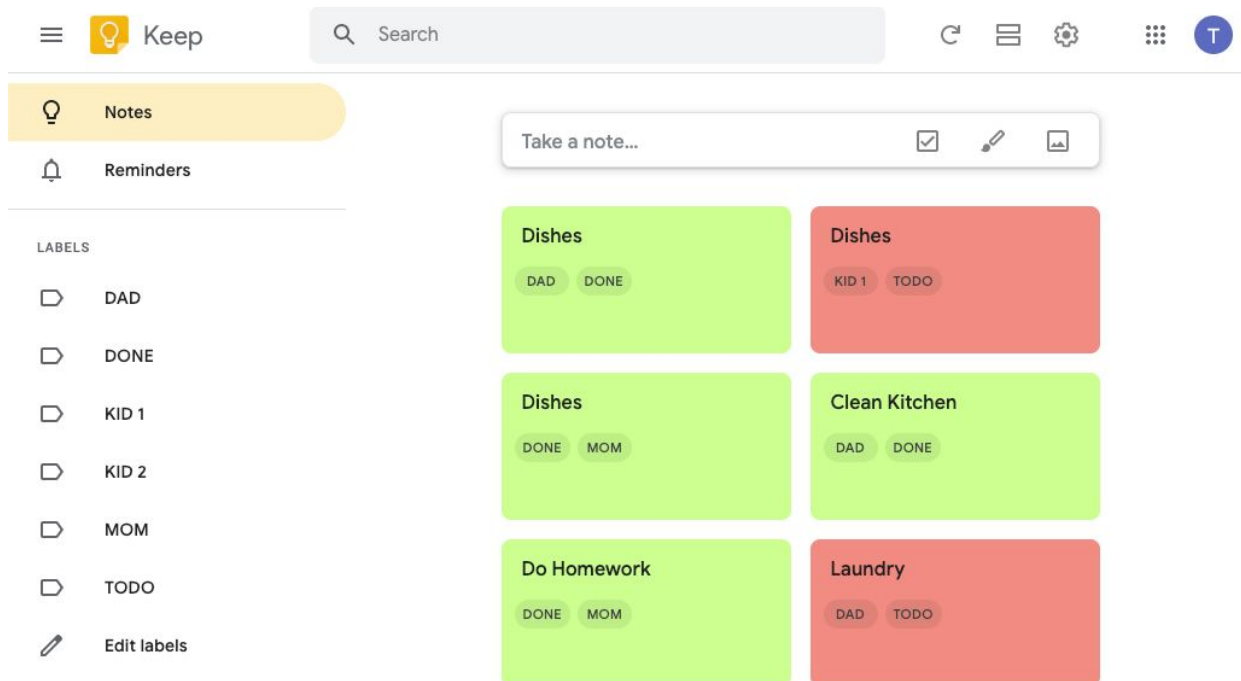 Keep
Search
T
Notes
Reminders
LABELS
DAD
DONE
KID 1
KID 2
MOM
TODO
Edit labels
Take a note...
Dishes
DAD DONE
Dishes
KID 1 TODO
Dishes
DONE MOM
Clean Kitchen
DAD DONE
Do Homework
DONE MOM
Laundry
DAD TODO